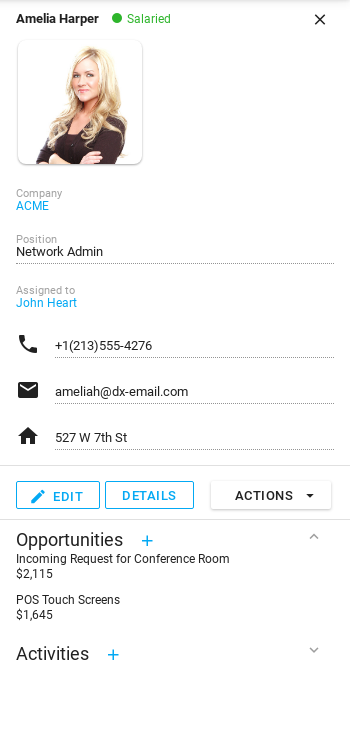 Amelia Harper Salaried
Company
ACME
Position
Network Admin
Assigned to
John Heart
+1(213)555-4276
ameliah@dx-email.com
527 W 7th St
EDIT DETAILS ACTIONS
Opportunities
Incoming Request for Conference Room
$2,115
POS Touch Screens
$1,645
Activities